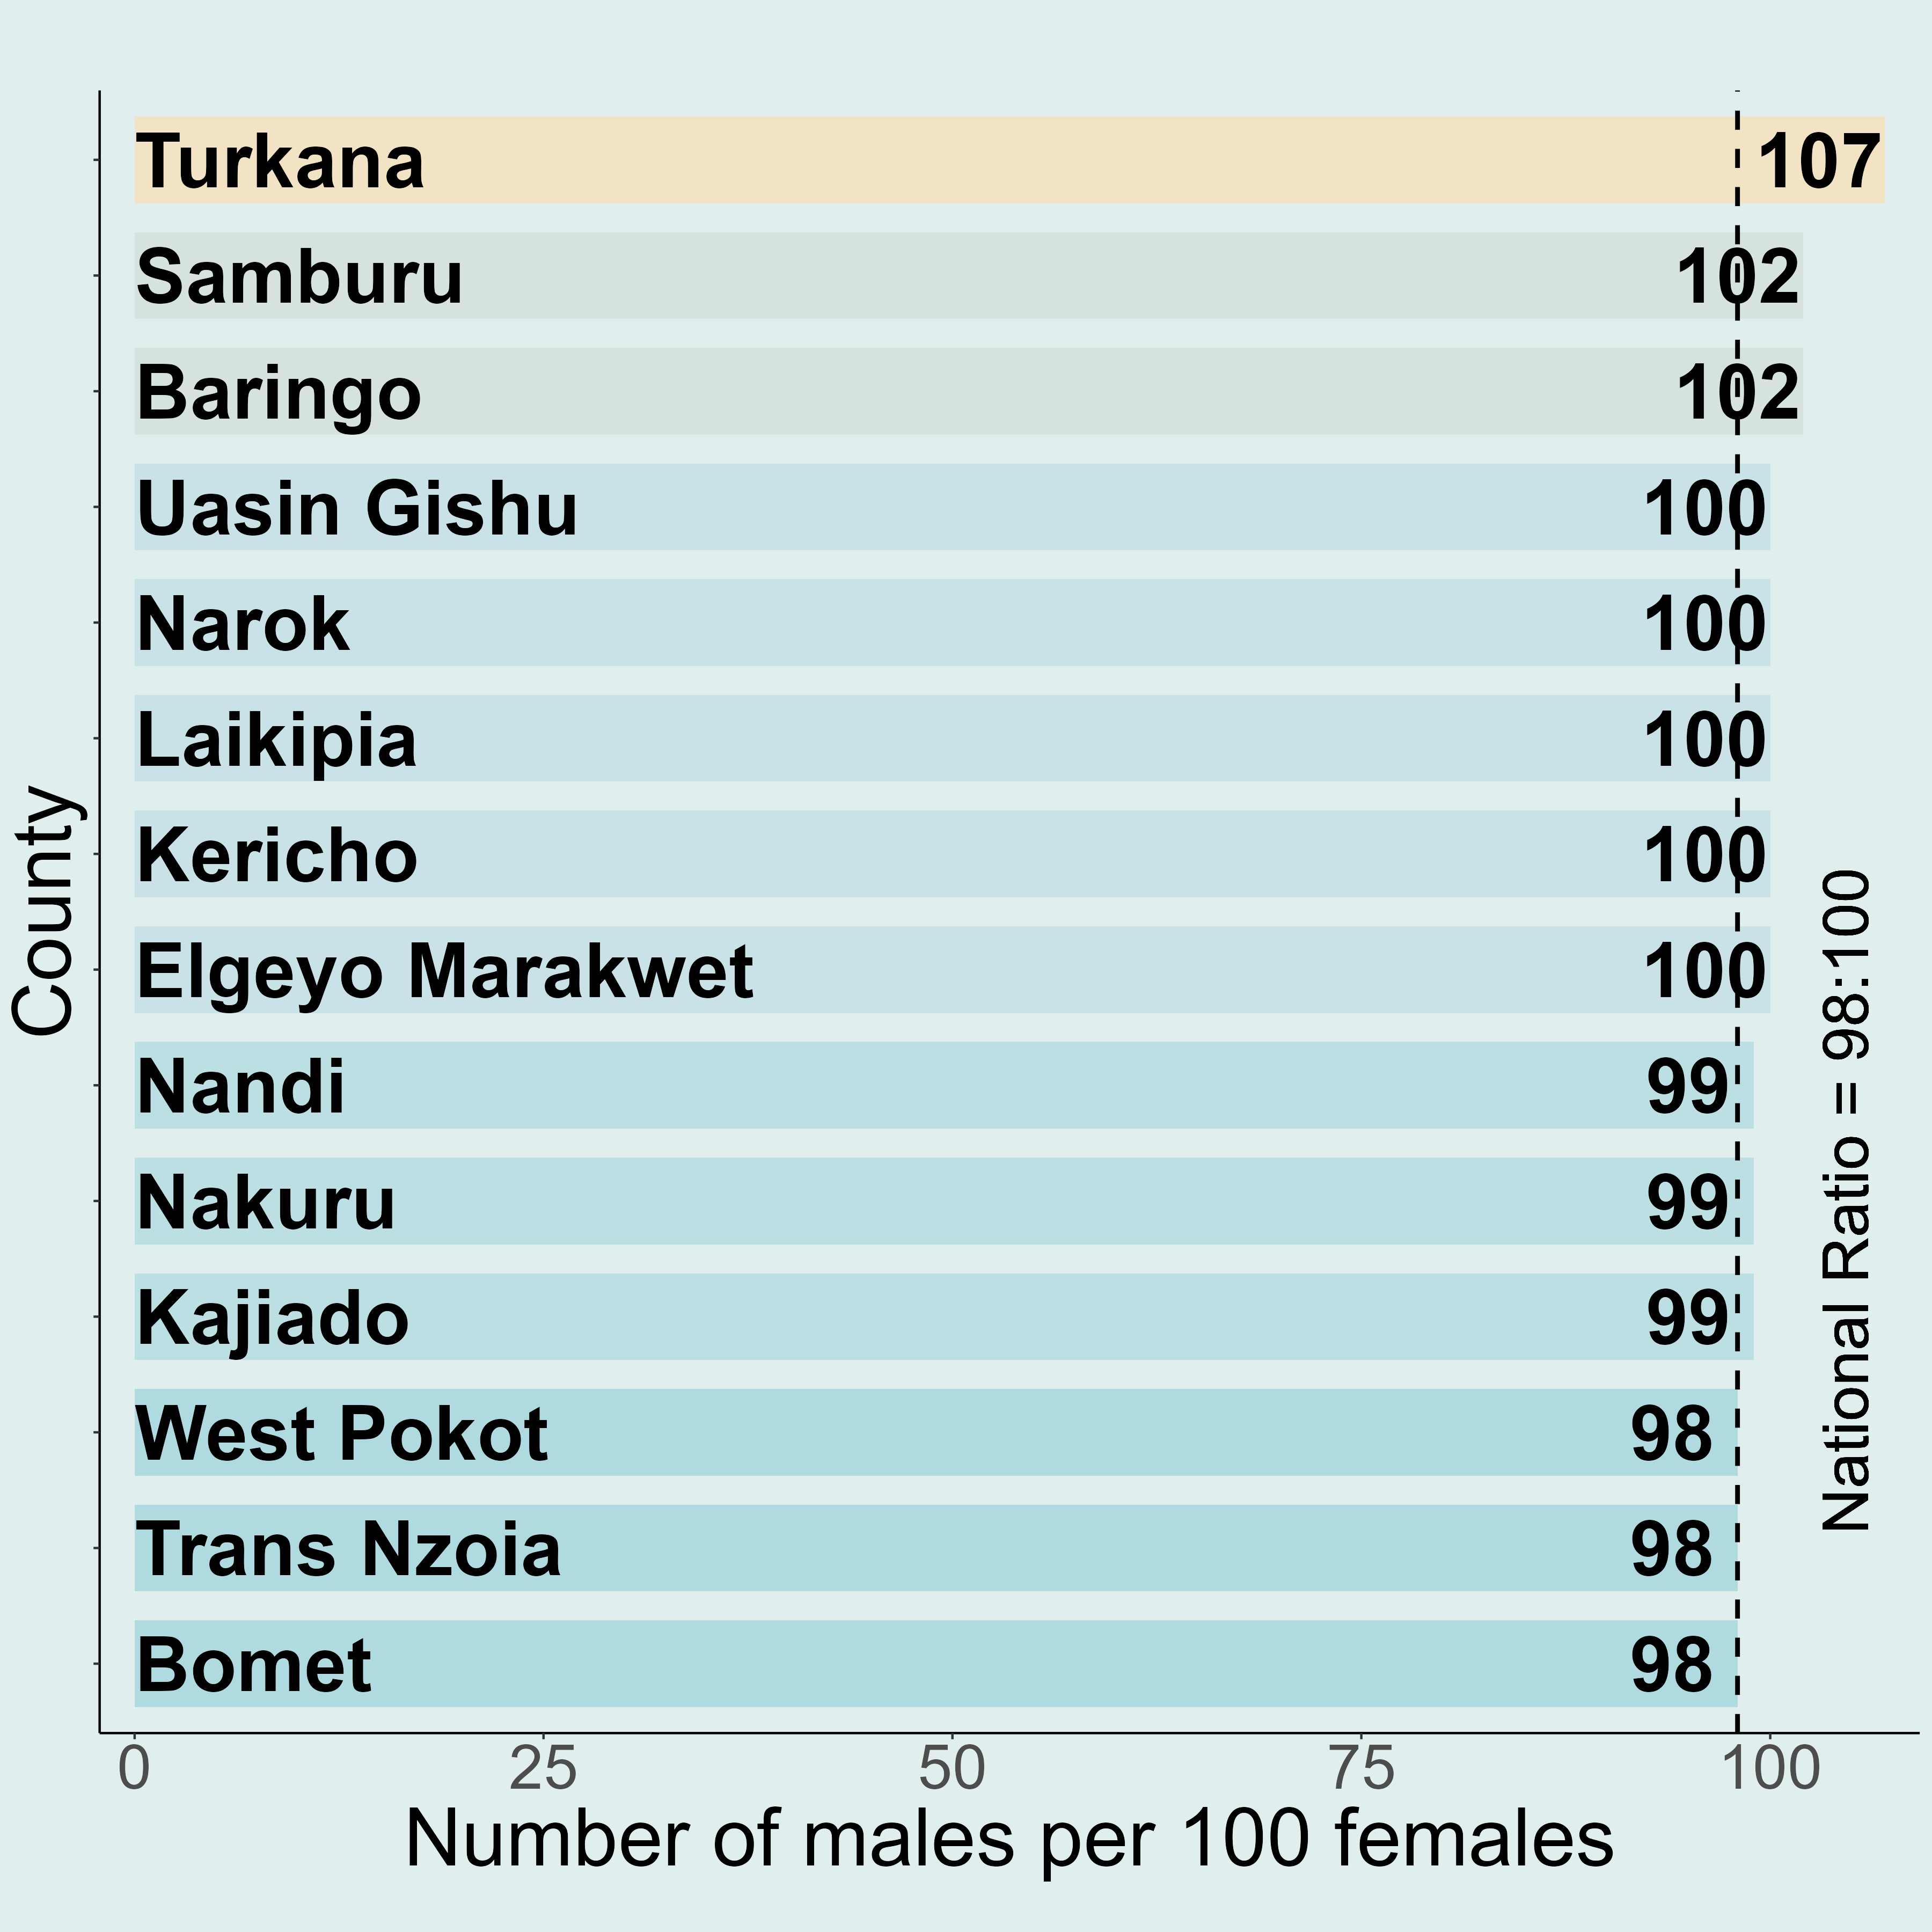 Turkana 107
Samburu 102
Baringo 102
Uasin Gishu 100
Narok 100
Laikipia 100
Kericho 100
Elgeyo Marakwet 100
Nandi 99
Nakuru 99
Kajiado 99
West Pokot 98
Trans Nzoia 98
Bomet 98
County
National Ratio = 98:100
0 25 50 75 100
Number of males per 100 females